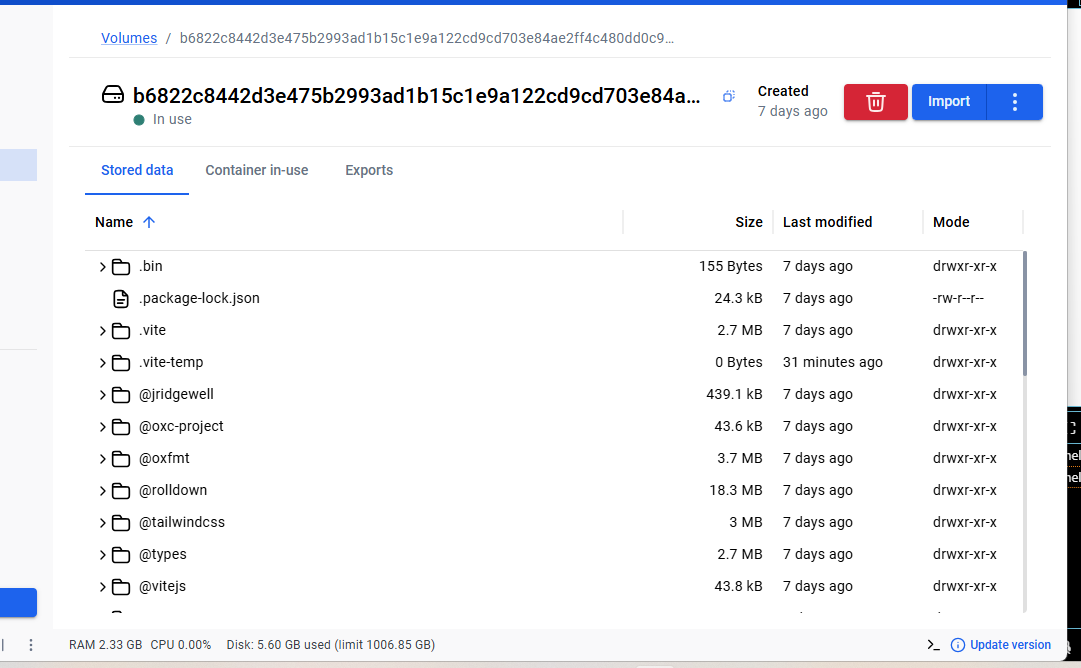 Volumes / b6822c8442d3e475b2993ad1b15c1e9a122cd9cd703e84ae2ff4c480dd0c9...
b6822c8442d3e475b2993ad1b15c1e9a122cd9cd703e84a...
In use
Created
7 days ago
Import
Stored data Container in-use Exports
Name Size Last modified Mode
.bin 155 Bytes 7 days ago drwxr-xr-x
.package-lock.json 24.3 kB 7 days ago -rw-r--r--
.vite 2.7 MB 7 days ago drwxr-xr-x
.vite-temp 0 Bytes 31 minutes ago drwxr-xr-x
@jridgewell 439.1 kB 7 days ago drwxr-xr-x
@oxc-project 43.6 kB 7 days ago drwxr-xr-x
@oxfmt 3.7 MB 7 days ago drwxr-xr-x
@rolldown 18.3 MB 7 days ago drwxr-xr-x
@tailwindcss 3 MB 7 days ago drwxr-xr-x
@types 2.7 MB 7 days ago drwxr-xr-x
@vitejs 43.8 kB 7 days ago drwxr-xr-x
RAM 2.33 GB CPU 0.00% Disk: 5.60 GB used (limit 1006.85 GB) Update version